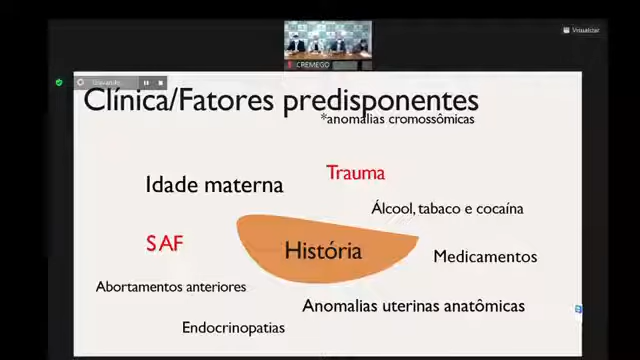 Visualizar
CREMEGO
Clínica/Fatores predisponentes
*anomalias cromossômicas
Trauma
Idade materna
Álcool, tabaco e cocaína
SAF
História
Medicamentos
Abortamentos anteriores
Anomalias uterinas anatômicas
Endocrinopatias